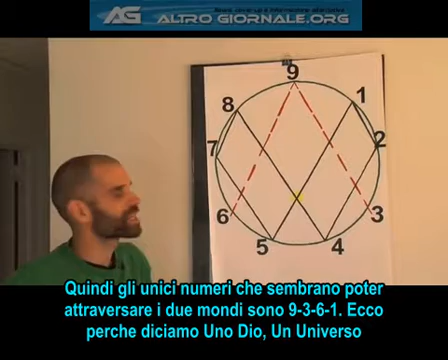 ALTRO GIORNALE.ORG
9
8
1
7
2
6
3
5
4
Quindi gli unici numeri che sembrano poter
attraversare i due mondi sono 9-3-6-1. Ecco
perche diciamo Uno Dio, Un Universo